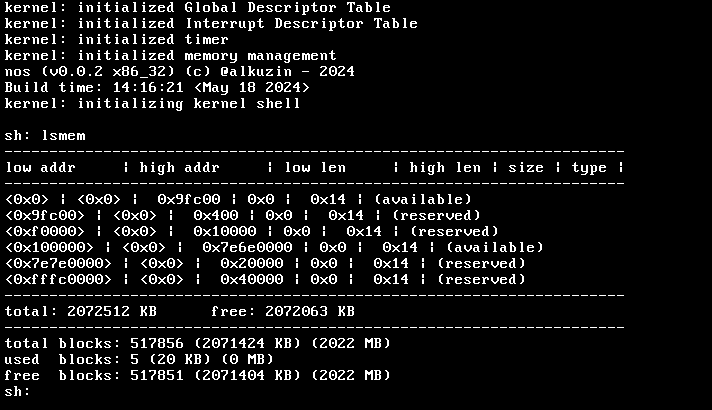 kernel: initialized Global Descriptor Table
kernel: initialized Interrupt Descriptor Table
kernel: initialized timer
kernel: initialized memory management
nos (v0.0.2 x86_32) (c) @alkuzin - 2024
Build time: 14:16:21 <May 18 2024>
kernel: initializing kernel shell
sh: lsmem
---------------------------------------------------------------------
low addr     | high addr     | low len     | high len | size | type |
---------------------------------------------------------------------
<0x0> | <0x0> |  0x9fc00 | 0x0 |  0x14 | (available)
<0x9fc00> | <0x0> |  0x400 | 0x0 |  0x14 | (reserved)
<0xf0000> | <0x0> |  0x10000 | 0x0 |  0x14 | (reserved)
<0x100000> | <0x0> |  0x7e6e0000 | 0x0 |  0x14 | (available)
<0x7e7e0000> | <0x0> |  0x20000 | 0x0 |  0x14 | (reserved)
<0xfffc0000> | <0x0> |  0x40000 | 0x0 |  0x14 | (reserved)
---------------------------------------------------------------------
total: 2072512 KB      free: 2072063 KB
---------------------------------------------------------------------
total blocks: 517856 (2071424 KB) (2022 MB)
used  blocks: 5 (20 KB) (0 MB)
free  blocks: 517851 (2071404 KB) (2022 MB)
sh: